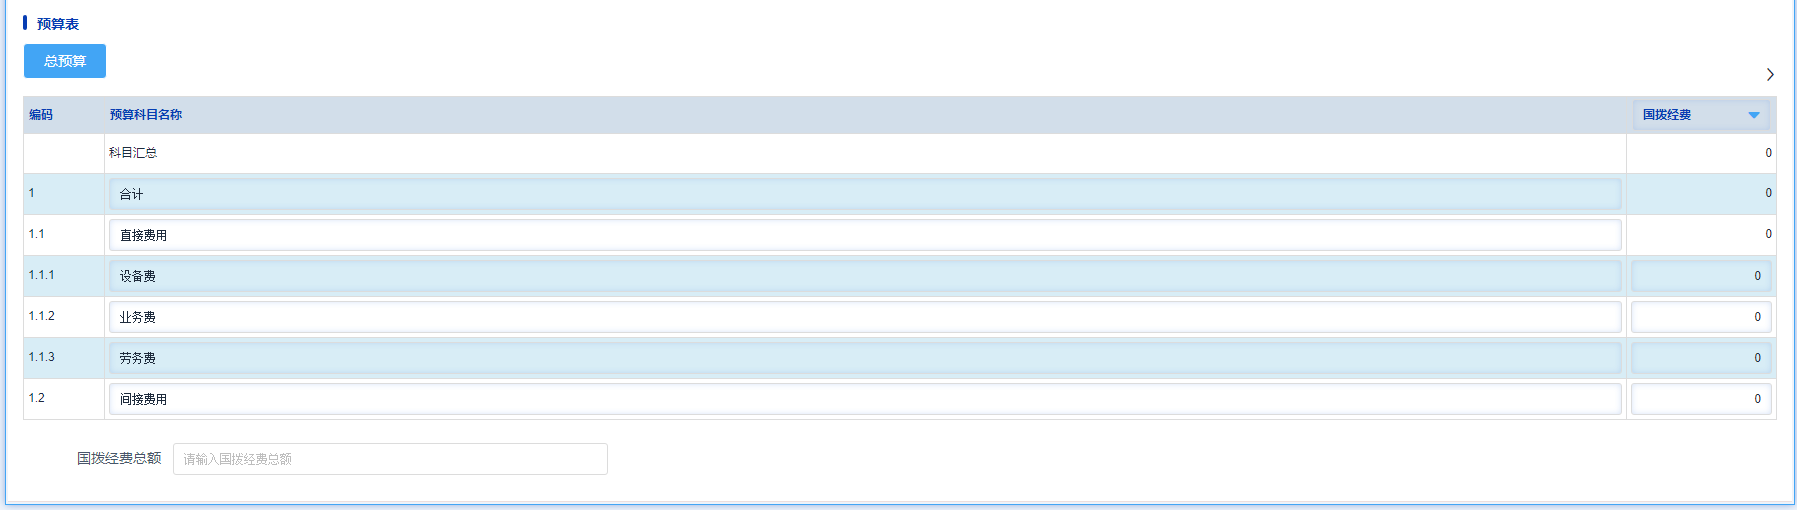 预算表
总预算
编码 预算科目名称 国拨经费
科目汇总 0
1 合计 0
1.1 直接费用 0
1.1.1 设备费 0
1.1.2 业务费 0
1.1.3 劳务费 0
1.2 间接费用 0
国拨经费总额 请输入国拨经费总额